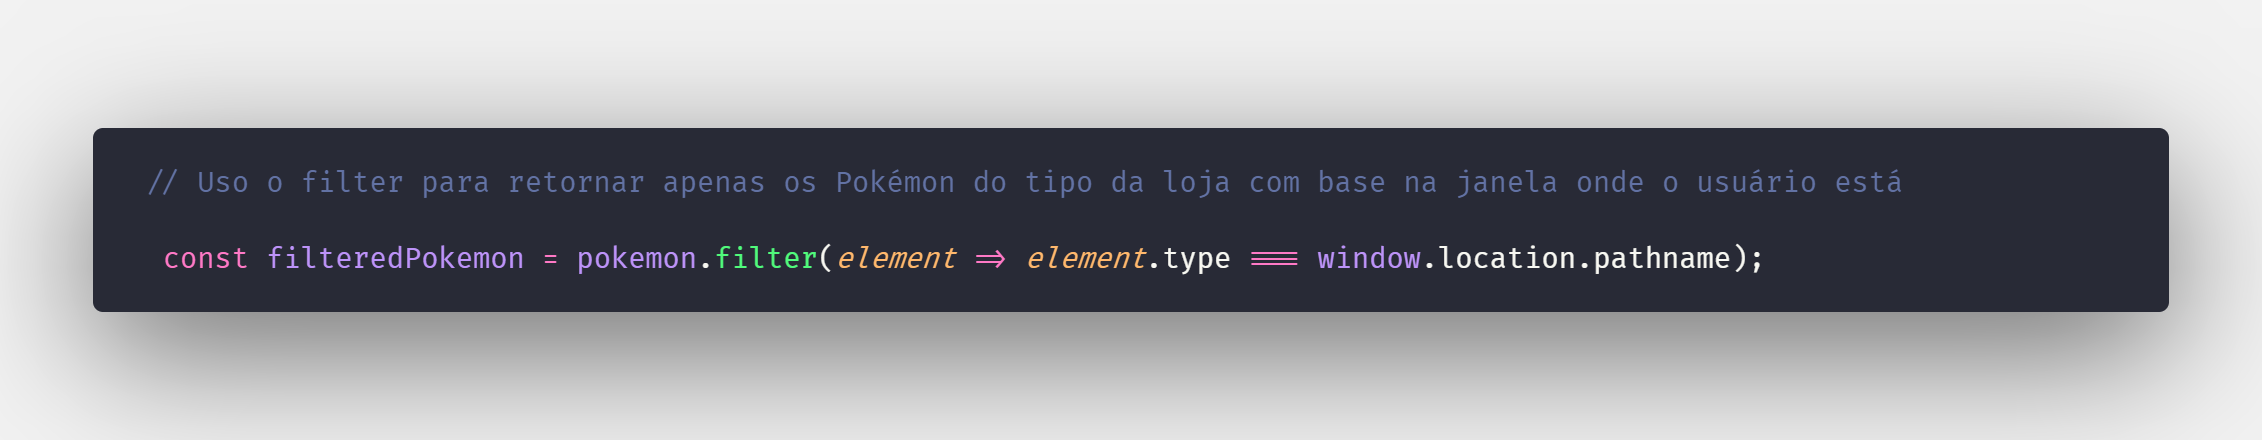 // Uso o filter para retornar apenas os Pokémon do tipo da loja com base na janela onde o usuário está
const filteredPokemon = pokemon.filter(element => element.type === window.location.pathname);